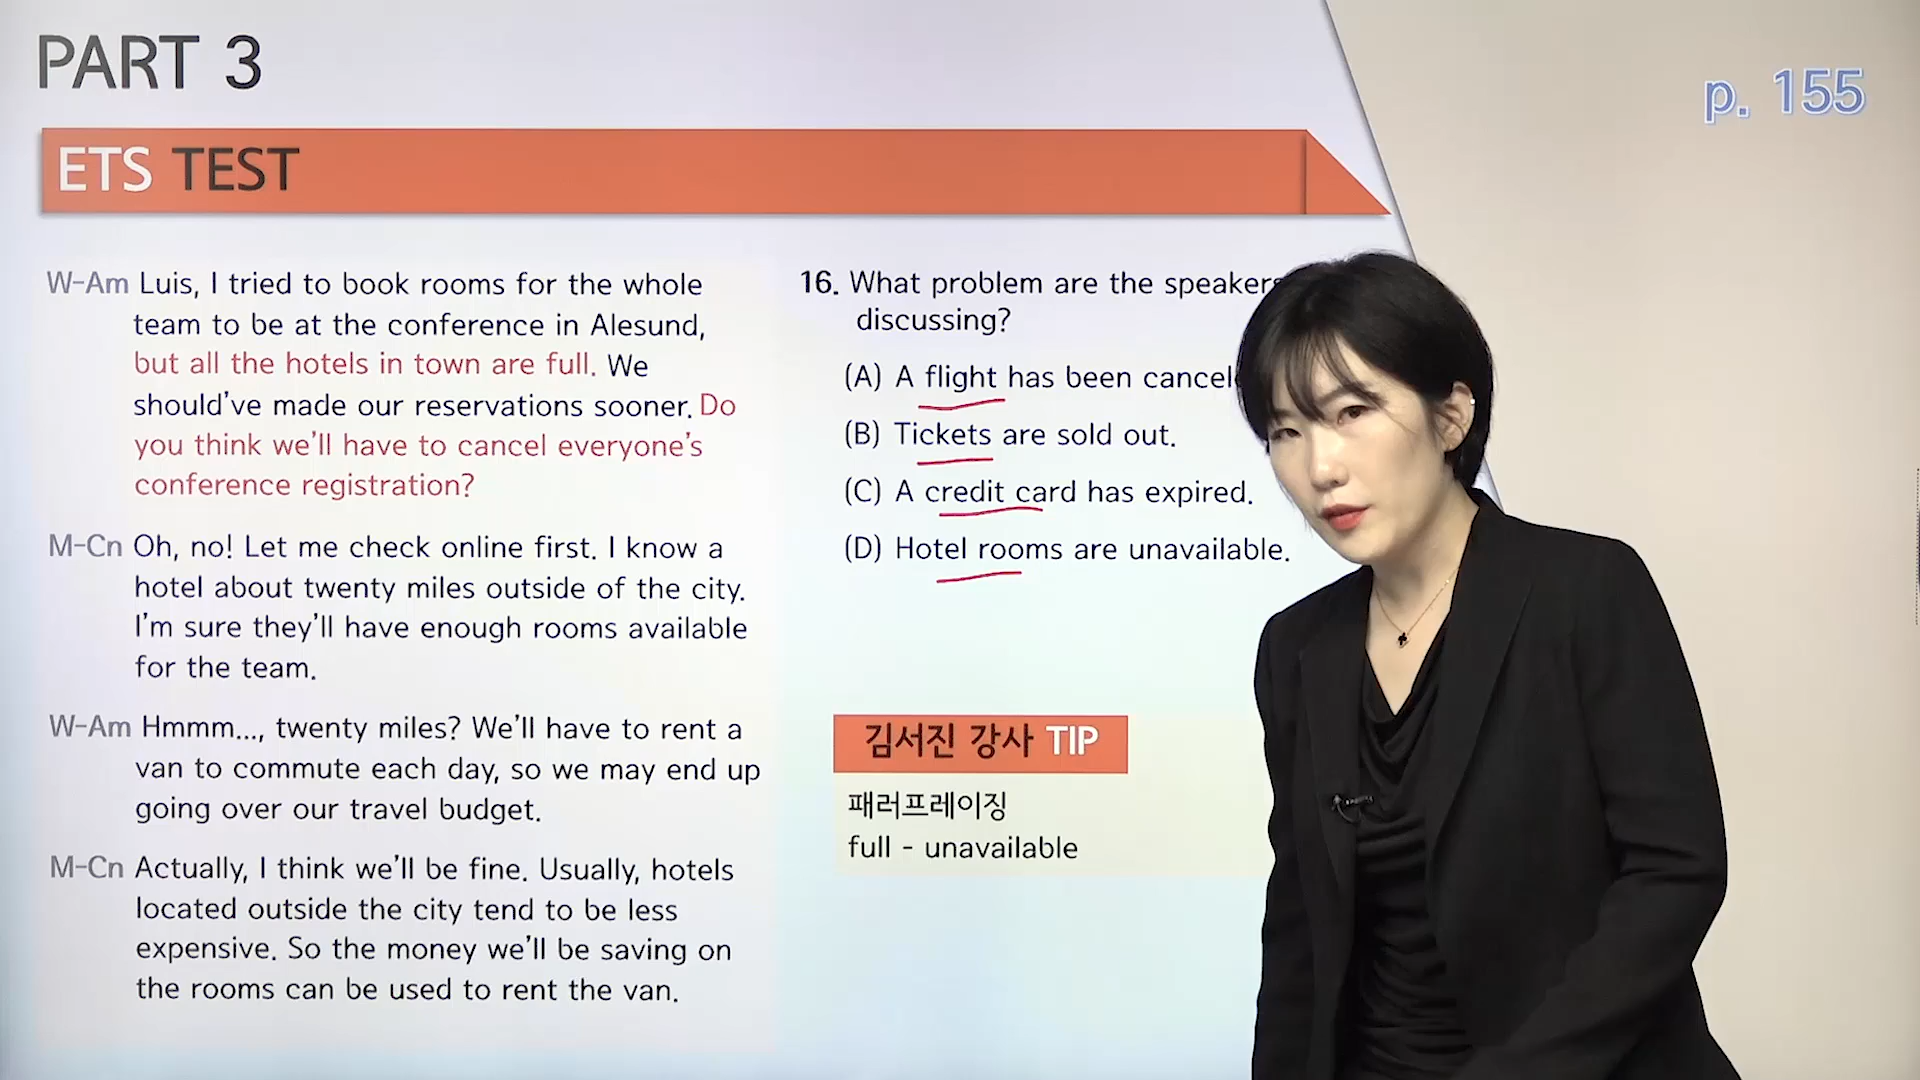 PART 3
p. 155
ETS TEST
W-Am Luis, I tried to book rooms for the whole
team to be at the conference in Alesund,
but all the hotels in town are full. We
should've made our reservations sooner. Do
you think we'll have to cancel everyone's
conference registration?
M-Cn Oh, no! Let me check online first. I know a
hotel about twenty miles outside of the city.
I'm sure they'll have enough rooms available
for the team.
W-Am Hmmm..., twenty miles? We'll have to rent a
van to commute each day, so we may end up
going over our travel budget.
M-Cn Actually, I think we'll be fine. Usually, hotels
located outside the city tend to be less
expensive. So the money we'll be saving on
the rooms can be used to rent the van.
16. What problem are the speakers
discussing?
(A) A flight has been cancel
(B) Tickets are sold out.
(C) A credit card has expired.
(D) Hotel rooms are unavailable.
김서진 강사 TIP
패러프레이징
full - unavailable